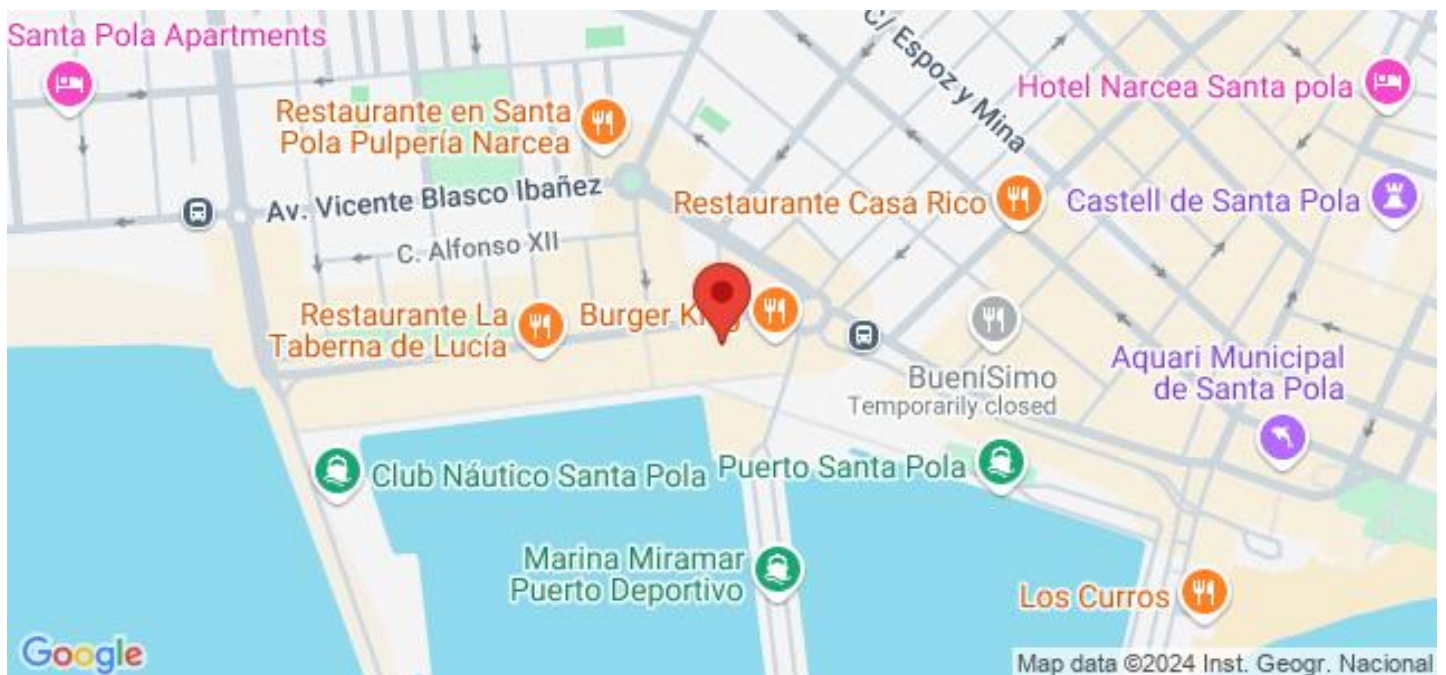 Santa Pola Apartments
C/ Espoz y Mina
Hotel Narcea Santa pola
Restaurante en Santa
Pola Pulpería Narcea
Av. Vicente Blasco Ibañez
Restaurante Casa Rico
Castell de Santa Pola
C. Alfonso XII
Restaurante La
Taberna de Lucía
Burger King
BueníSimo
Temporarily closed
Aquari Municipal
de Santa Pola
Club Náutico Santa Pola
Puerto Santa Pola
Marina Miramar
Puerto Deportivo
Los Curros
Google
Map data ©2024 Inst. Geogr. Nacional